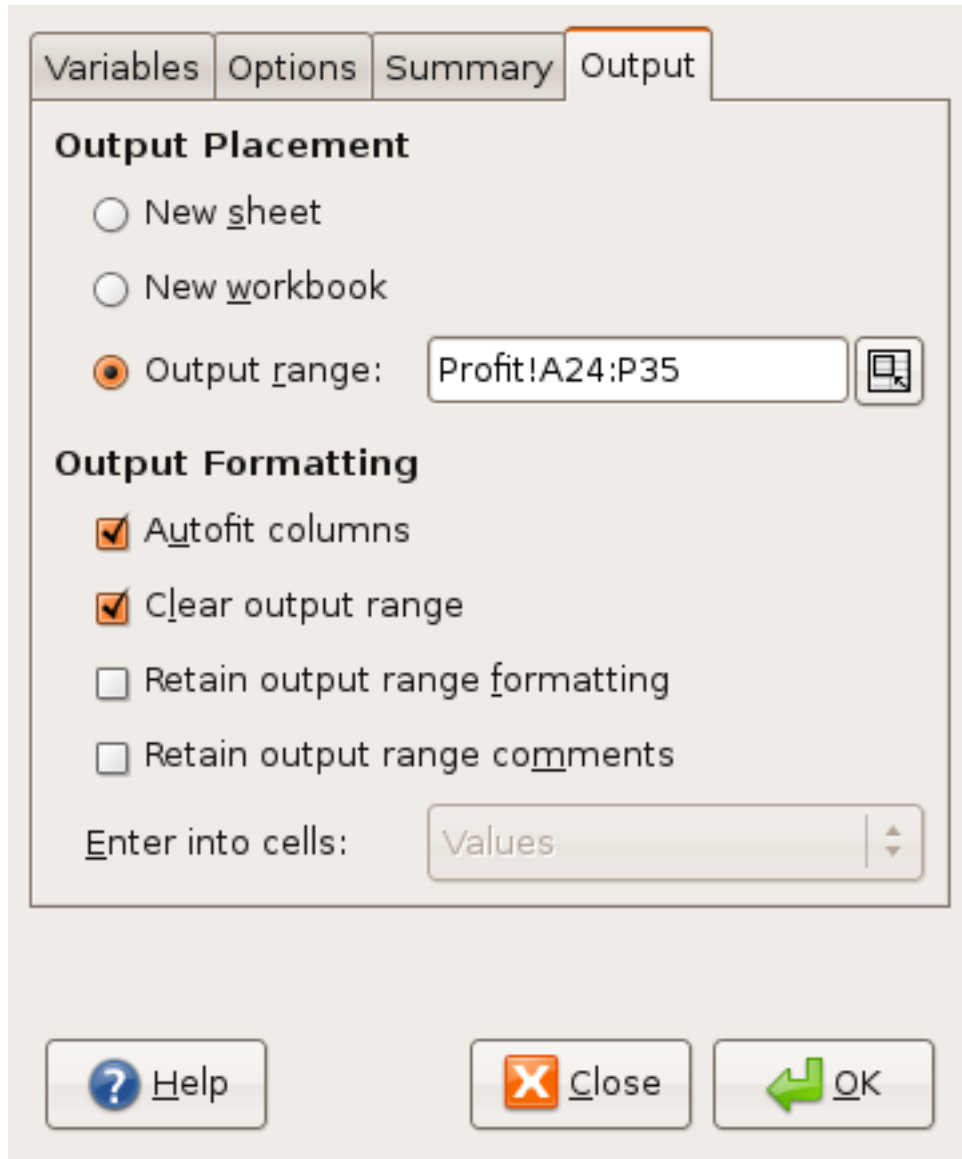 Variables Options Summary Output
Output Placement
New sheet
New workbook
Output range: Profit!A24:P35
Output Formatting
Autofit columns
Clear output range
Retain output range formatting
Retain output range comments
Enter into cells: Values
Help Close OK